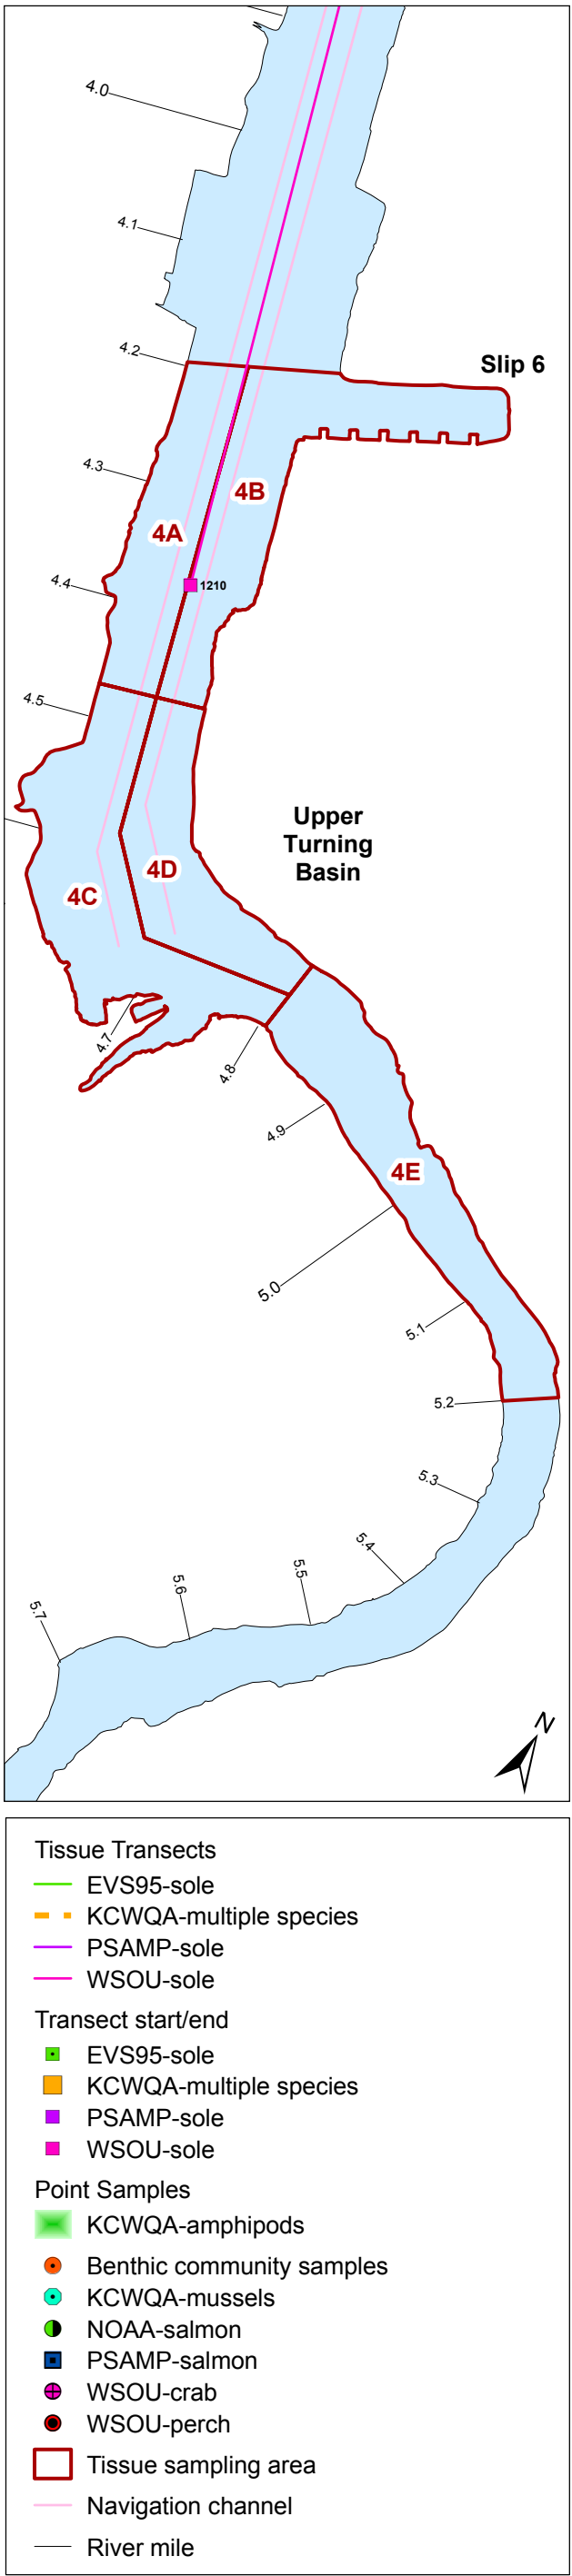 4.0
4.1
4.2
Slip 6
4.3
4B
4A
4.4
1210
4.5
Upper
Turning
Basin
4D
4C
4.7
4.8
4.9
4E
5.0
5.1
5.2
5.3
5.4
5.5
5.6
5.7
N
Tissue Transects
EVS95-sole
KCWQA-multiple species
PSAMP-sole
WSOU-sole
Transect start/end
EVS95-sole
KCWQA-multiple species
PSAMP-sole
WSOU-sole
Point Samples
KCWQA-amphipods
Benthic community samples
KCWQA-mussels
NOAA-salmon
PSAMP-salmon
WSOU-crab
WSOU-perch
Tissue sampling area
Navigation channel
River mile